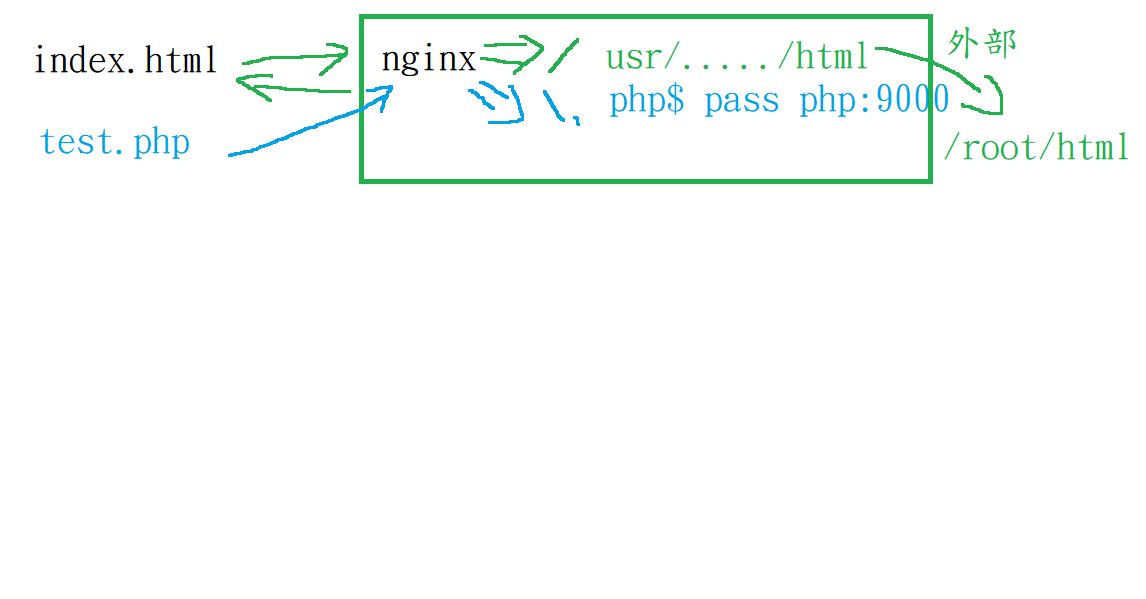 index.html
nginx / usr/...../html
外部
test.php
\. php$ pass php:9000
/root/html